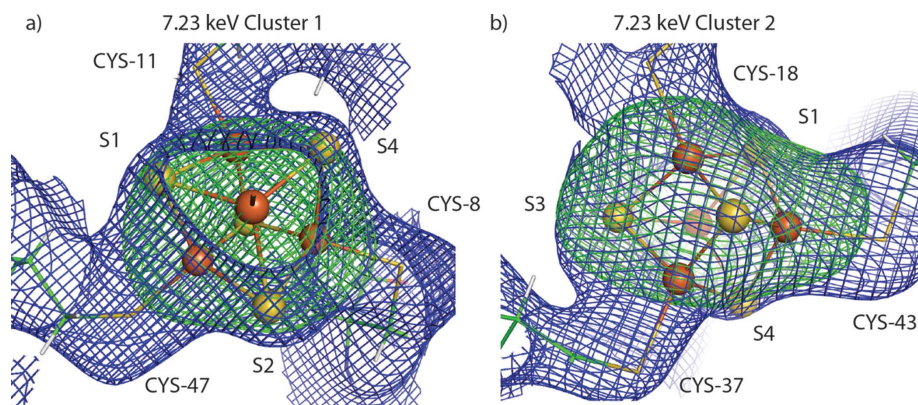 a)
7.23 keV Cluster 1
CYS-11
S1
S4
CYS-8
CYS-47
S2
b)
7.23 keV Cluster 2
CYS-18
S1
S3
S4
CYS-43
CYS-37